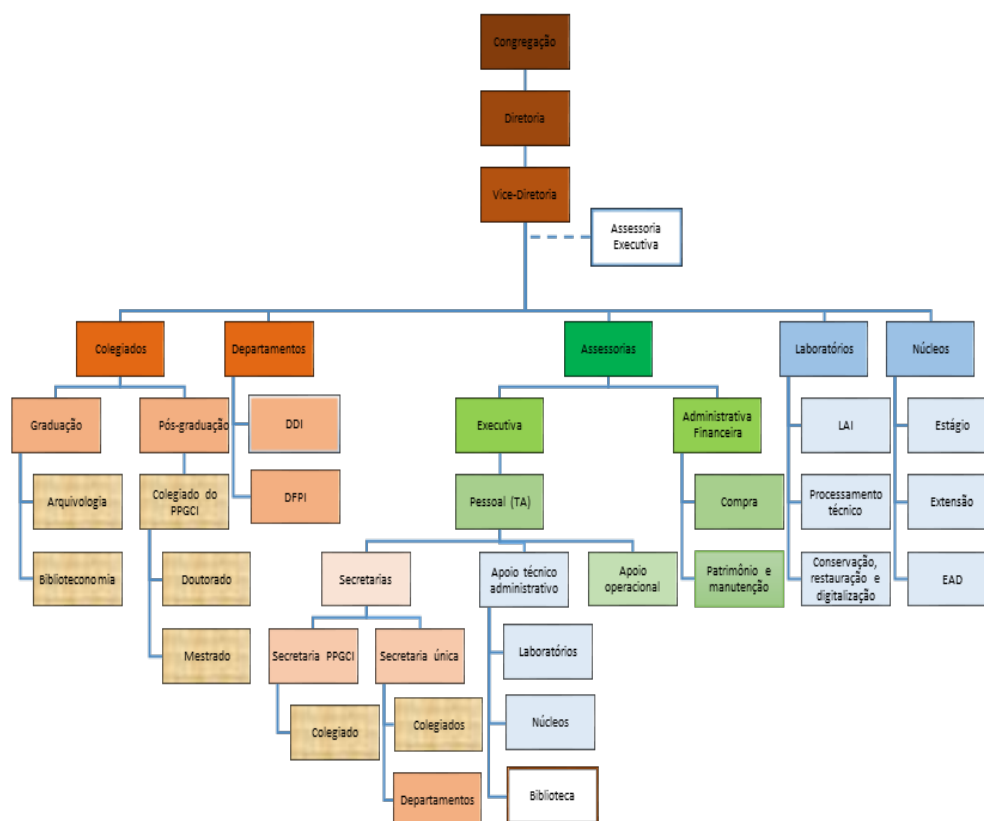 Congregação
Diretoria
Vice-Diretoria
Assessoria
Executiva
Colegiados
Departamentos
Assessorias
Laboratórios
Núcleos
Graduação
Pós-graduação
DDI
Executiva
Administrativa
Financeira
LAI
Estágio
Arquivologia
Colegiado do
PPGCI
DFPI
Pessoal (TA)
Compra
Processamento
técnico
Extensão
Biblioteconomia
Doutorado
Secretarias
Apoio técnico
administrativo
Apoio
operacional
Patrimônio e
manutenção
Conservação,
restauração e
digitalização
EAD
Mestrado
Secretaria PPGCI
Secretaria única
Laboratórios
Colegiado
Colegiados
Núcleos
Departamentos
Biblioteca